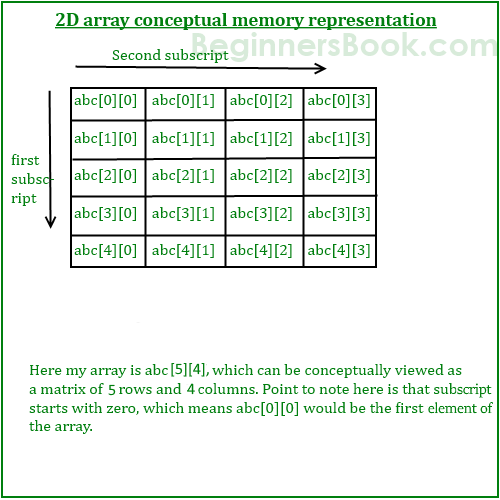 2D array conceptual memory representation
BeginnersBook.com
Second subscript
first
subsc-
ript
abc[0][0] abc[0][1] abc[0][2] abc[0][3]
abc[1][0] abc[1][1] abc[1][2] abc[1][3]
abc[2][0] abc[2][1] abc[2][2] abc[2][3]
abc[3][0] abc[3][1] abc[3][2] abc[3][3]
abc[4][0] abc[4][1] abc[4][2] abc[4][3]
Here my array is abc[5][4], which can be conceptually viewed as
a matrix of 5 rows and 4 columns. Point to note here is that subscript
starts with zero, which means abc[0][0] would be the first element of
the array.